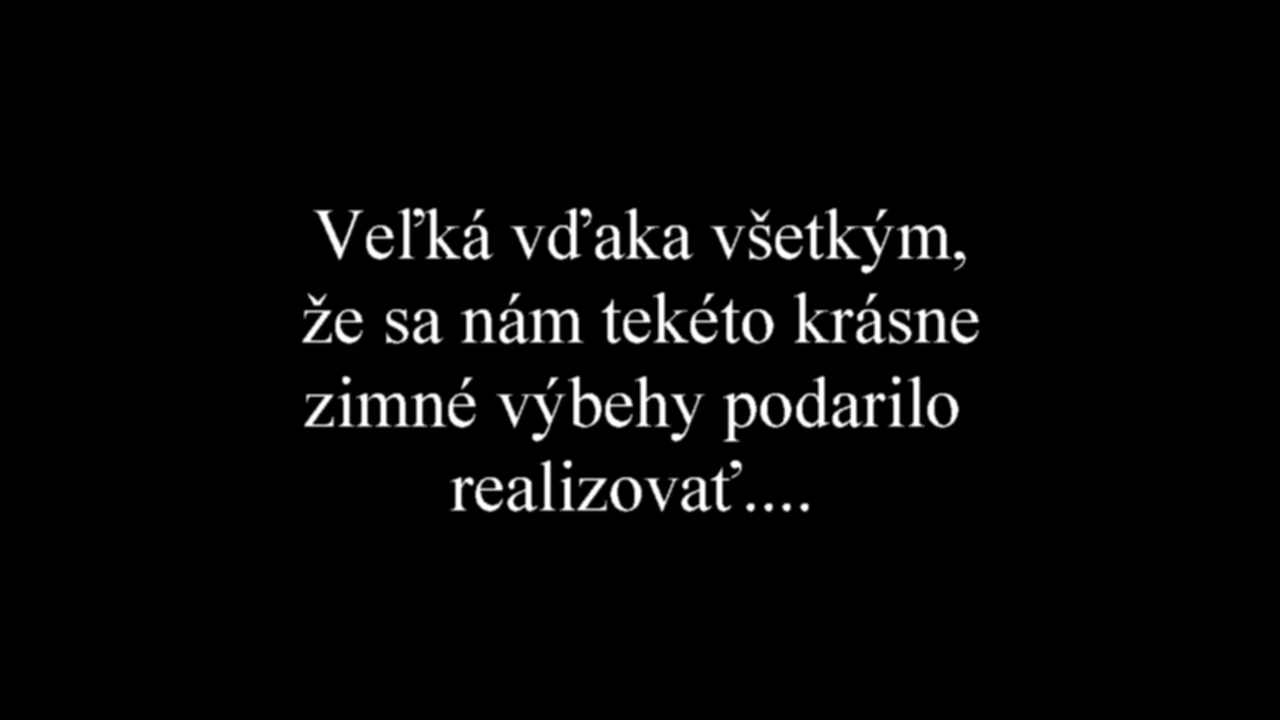 Veľká vďaka všetkým,
že sa nám tekéto krásne
zimné výbehy podarilo
realizovať....